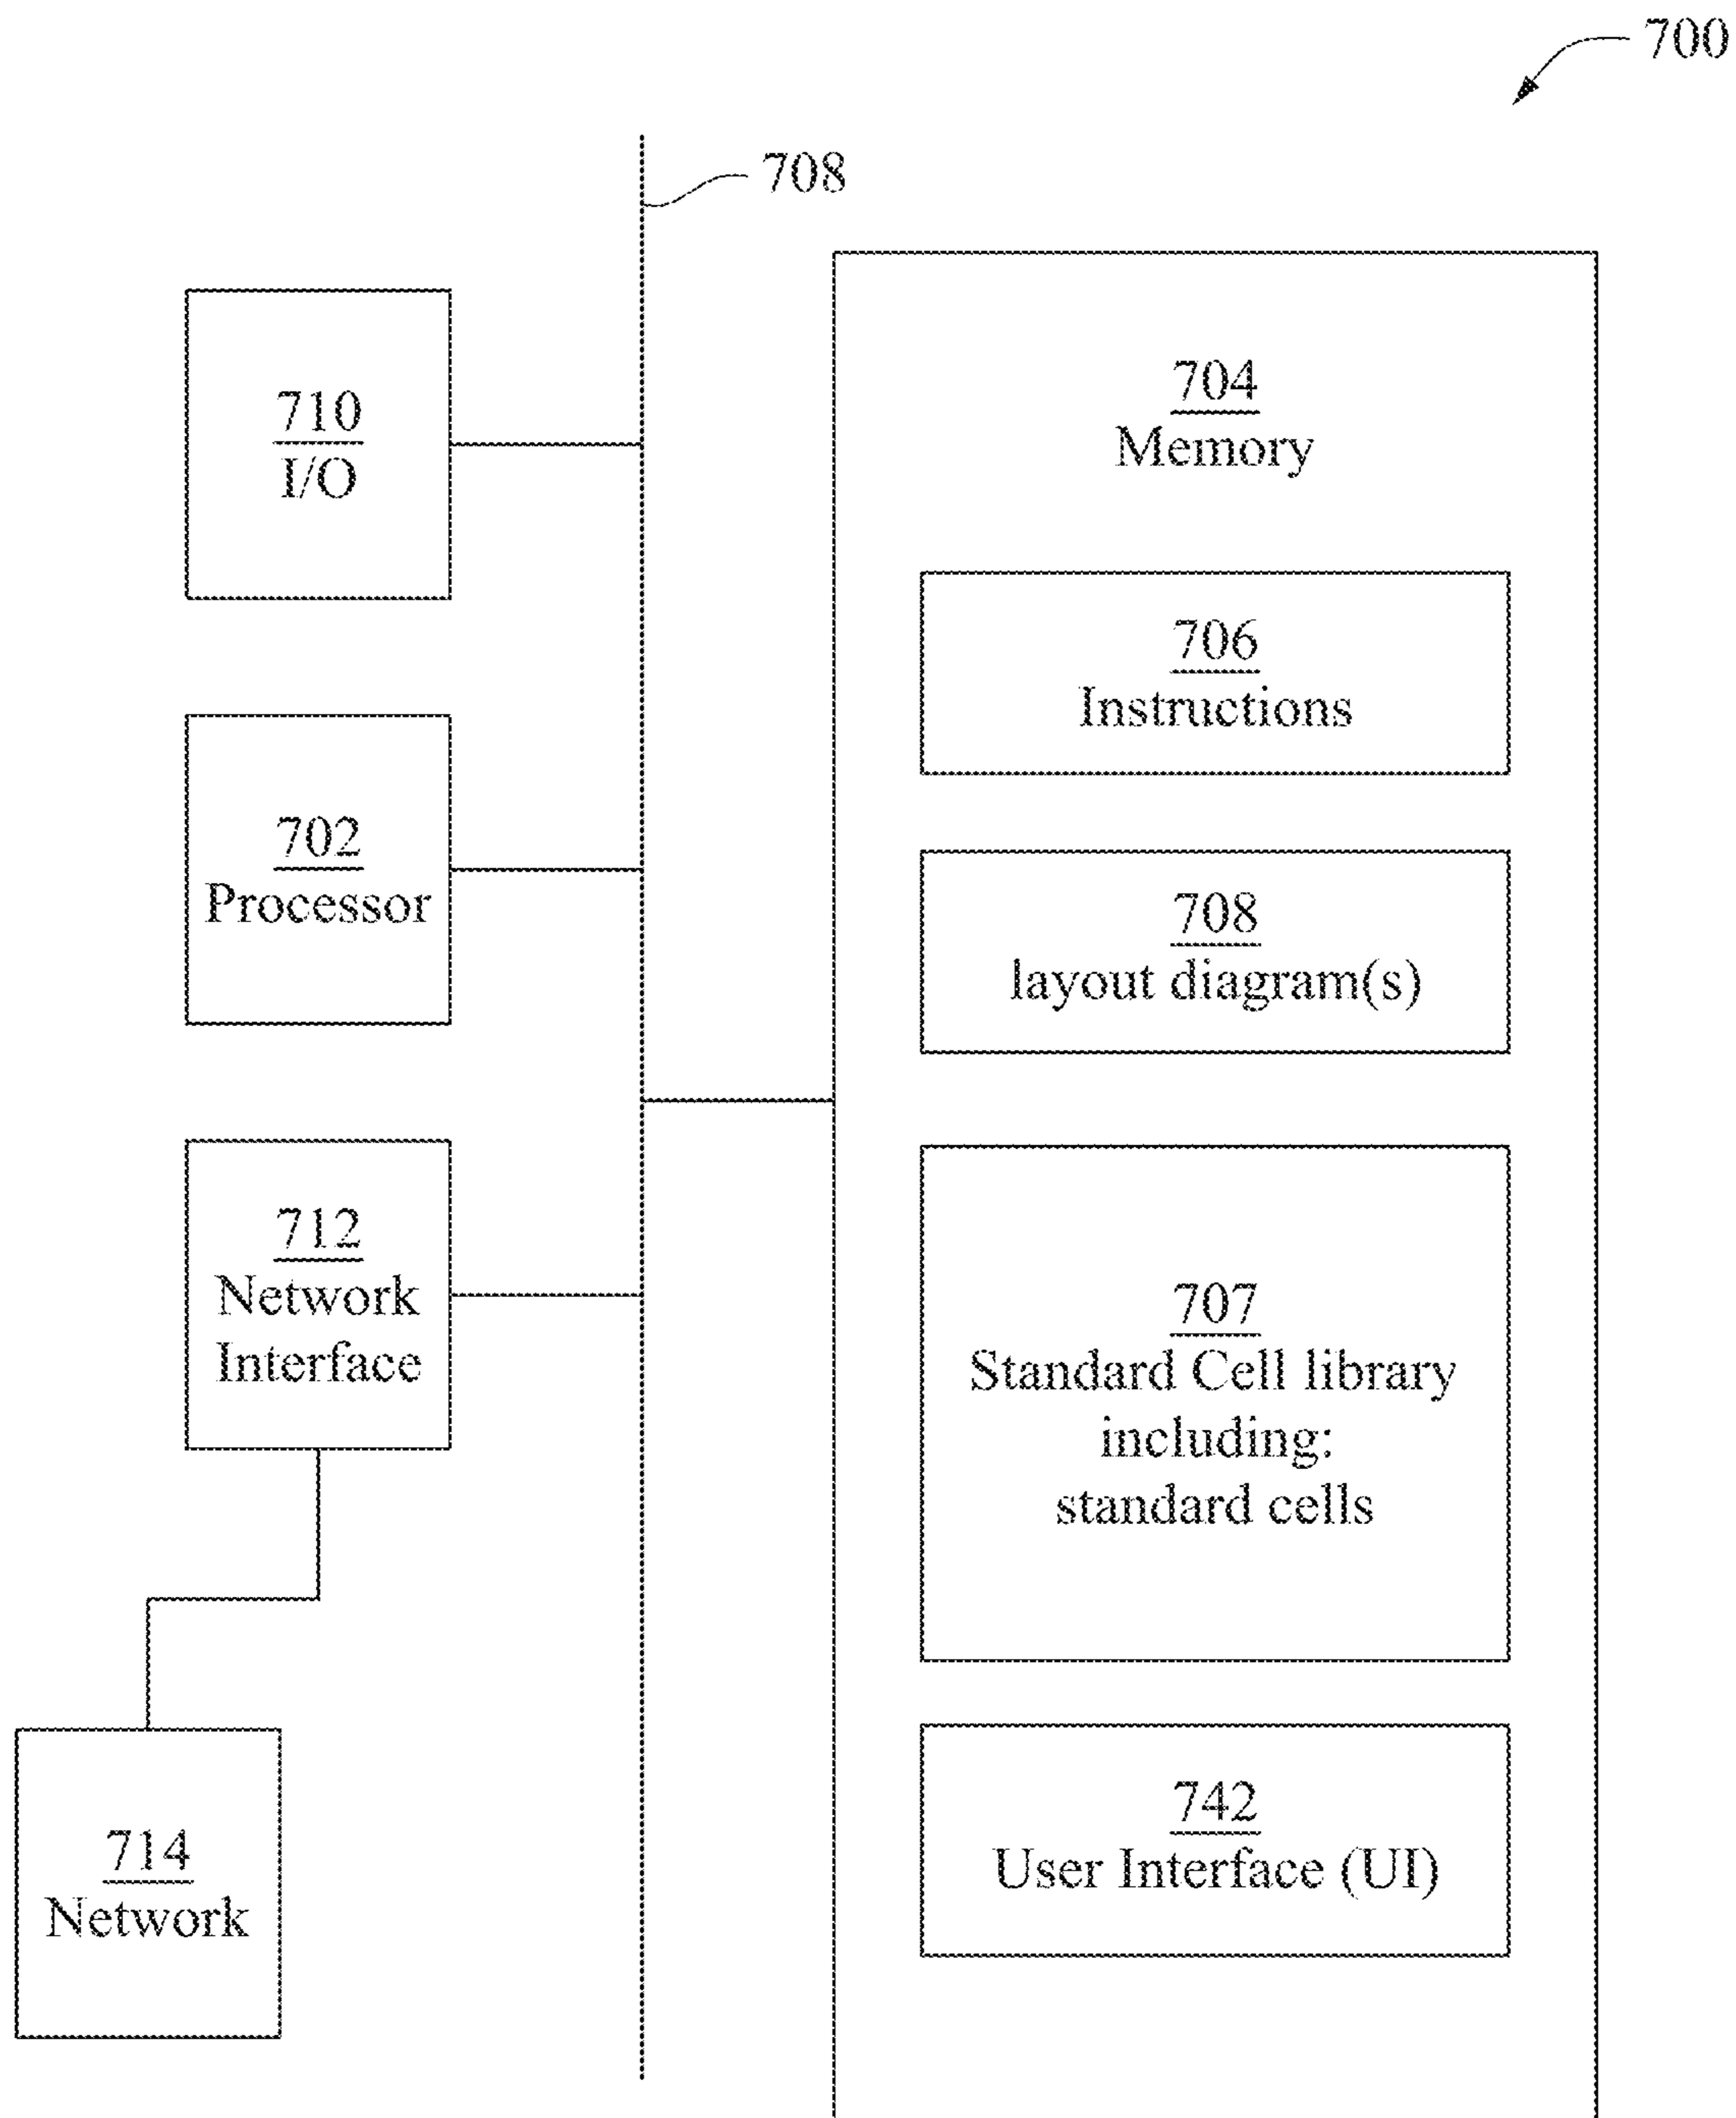 700
708
710
I/O
704
Memory
706
Instructions
702
Processor
708
layout diagram(s)
712
Network
Interface
707
Standard Cell library
including:
standard cells
714
Network
742
User Interface (UI)